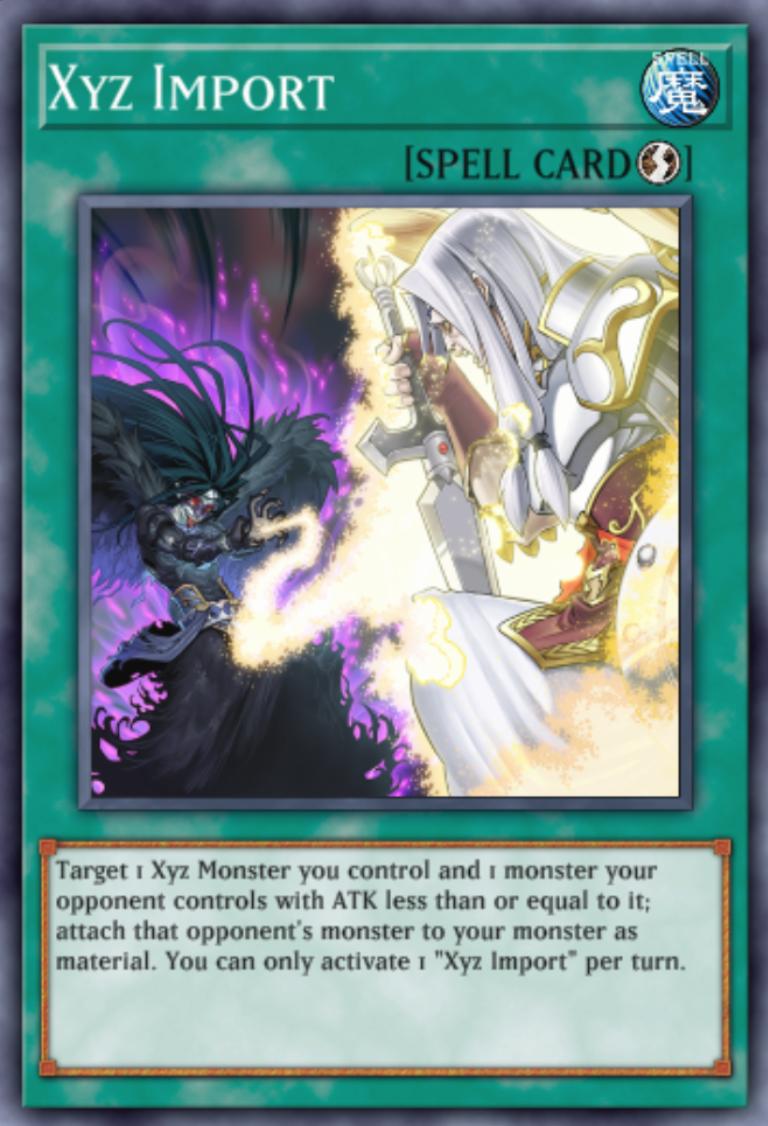 Xyz Import
SPELL
魔
[SPELL CARD]
Target 1 Xyz Monster you control and 1 monster your
opponent controls with ATK less than or equal to it;
attach that opponent's monster to your monster as
material. You can only activate 1 "Xyz Import" per turn.